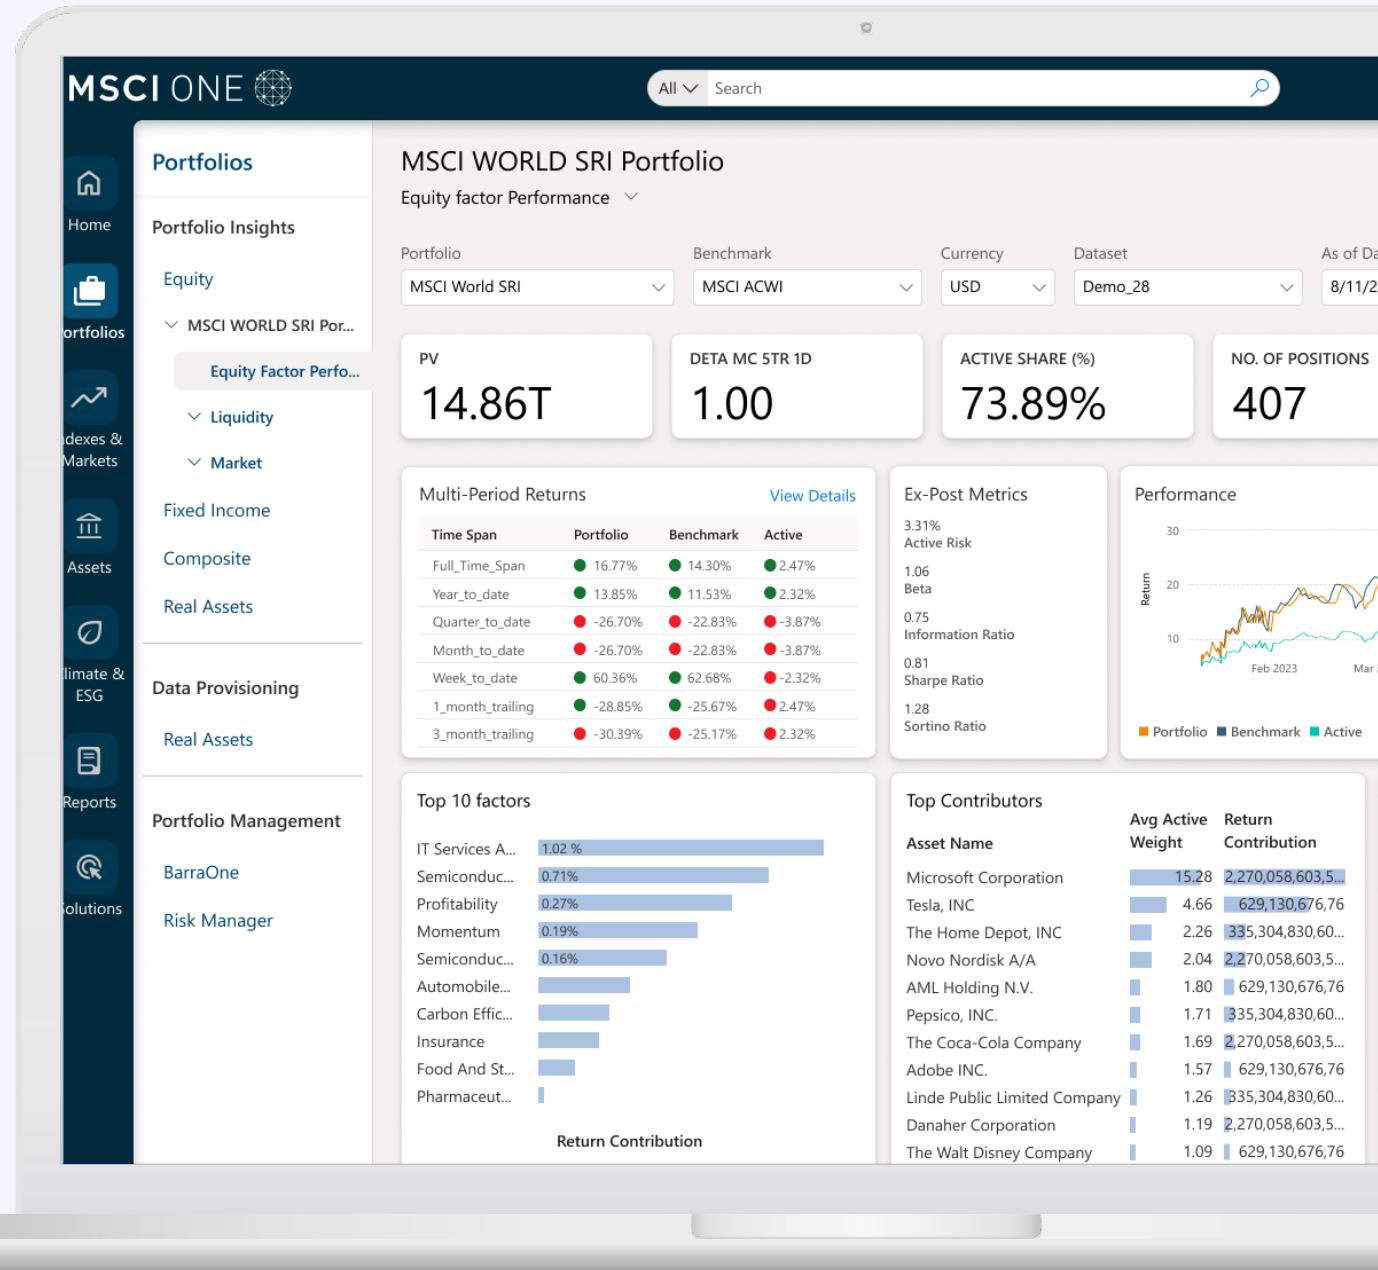 MSCI ONE
All Search
Home
ortfolios
dexes &
Markets
Assets
limate &
ESG
Reports
olutions
Portfolios
Portfolio Insights
Equity
MSCI WORLD SRI Por...
Equity Factor Perfo...
Liquidity
Market
Fixed Income
Composite
Real Assets
Data Provisioning
Real Assets
Portfolio Management
BarraOne
Risk Manager
MSCI WORLD SRI Portfolio
Equity factor Performance
Portfolio Benchmark Currency Dataset As of Da
MSCI World SRI MSCI ACWI USD Demo_28 8/11/2
PV DETA MC 5TR 1D ACTIVE SHARE (%) NO. OF POSITIONS
14.86T 1.00 73.89% 407
Multi-Period Returns View Details
Time Span Portfolio Benchmark Active
Full_Time_Span 16.77% 14.30% 2.47%
Year_to_date 13.85% 11.53% 2.32%
Quarter_to_date -26.70% -22.83% -3.87%
Month_to_date -26.70% -22.83% -3.87%
Week_to_date 60.36% 62.68% -2.32%
1_month_trailing -28.85% -25.67% 2.47%
3_month_trailing -30.39% -25.17% 2.32%
Ex-Post Metrics
3.31%
Active Risk
1.06
Beta
0.75
Information Ratio
0.81
Sharpe Ratio
1.28
Sortino Ratio
Performance
Return
30
20
10
Feb 2023 Mar
Portfolio Benchmark Active
Top 10 factors
IT Services A... 1.02 %
Semiconduc... 0.71%
Profitability 0.27%
Momentum 0.19%
Semiconduc... 0.16%
Automobile...
Carbon Effic...
Insurance
Food And St...
Pharmaceut...
Return Contribution
Top Contributors
Asset Name Avg Active Weight Return Contribution
Microsoft Corporation 15.28 2,270,058,603,5...
Tesla, INC 4.66 629,130,676,76
The Home Depot, INC 2.26 335,304,830,60...
Novo Nordisk A/A 2.04 2,270,058,603,5...
AML Holding N.V. 1.80 629,130,676,76
Pepsico, INC. 1.71 335,304,830,60...
The Coca-Cola Company 1.69 2,270,058,603,5...
Adobe INC. 1.57 629,130,676,76
Linde Public Limited Company 1.26 335,304,830,60...
Danaher Corporation 1.19 2,270,058,603,5...
The Walt Disney Company 1.09 629,130,676,76